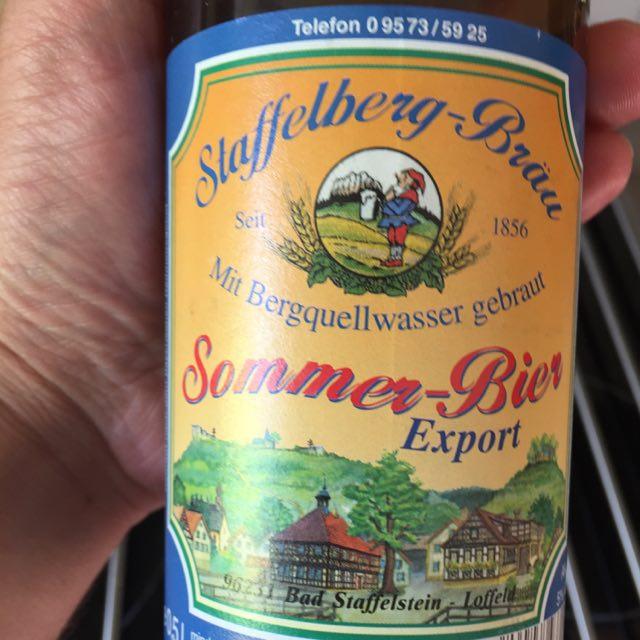 Telefon 0 95 73 / 59 25
Staffelberg-Bräu
Seit 1856
Mit Bergquellwasser gebraut
Sommer-Bier
Export
96231 Bad Staffelstein - Loffeld